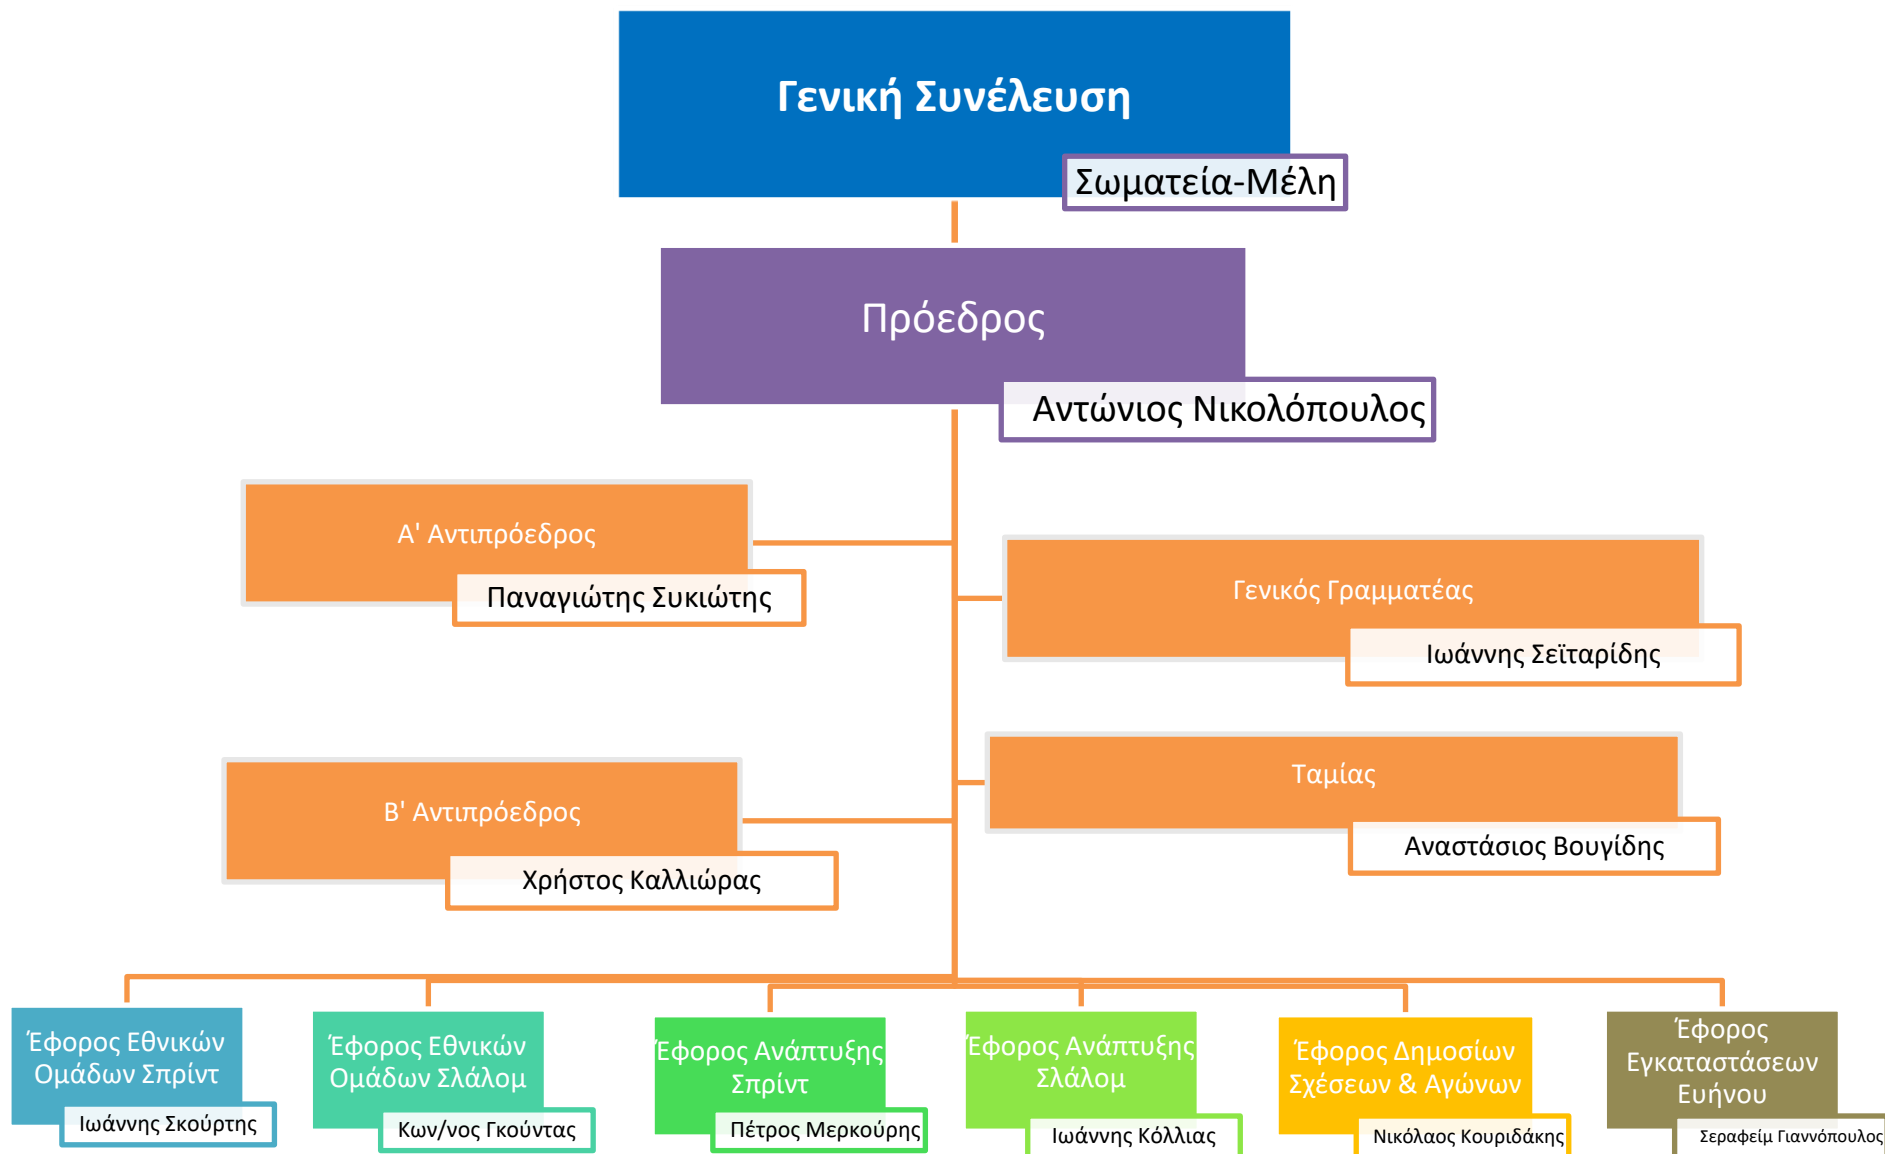 Γενική Συνέλευση
Σωματεία-Μέλη
Πρόεδρος
Αντώνιος Νικολόπουλος
Α' Αντιπρόεδρος
Παναγιώτης Συκιώτης
Γενικός Γραμματέας
Ιωάννης Σεϊταρίδης
Β' Αντιπρόεδρος
Χρήστος Καλλιώρας
Ταμίας
Αναστάσιος Βουγίδης
Έφορος Εθνικών
Ομάδων Σπρίντ
Ιωάννης Σκούρτης
Έφορος Εθνικών
Ομάδων Σλάλομ
Κων/νος Γκούντας
Έφορος Ανάπτυξης
Σπρίντ
Πέτρος Μερκούρης
Έφορος Ανάπτυξης
Σλάλομ
Ιωάννης Κόλλιας
Έφορος Δημοσίων
Σχέσεων & Αγώνων
Νικόλαος Κουριδάκης
Έφορος
Εγκαταστάσεων
Ευήνου
Σεραφείμ Γιαννόπουλος